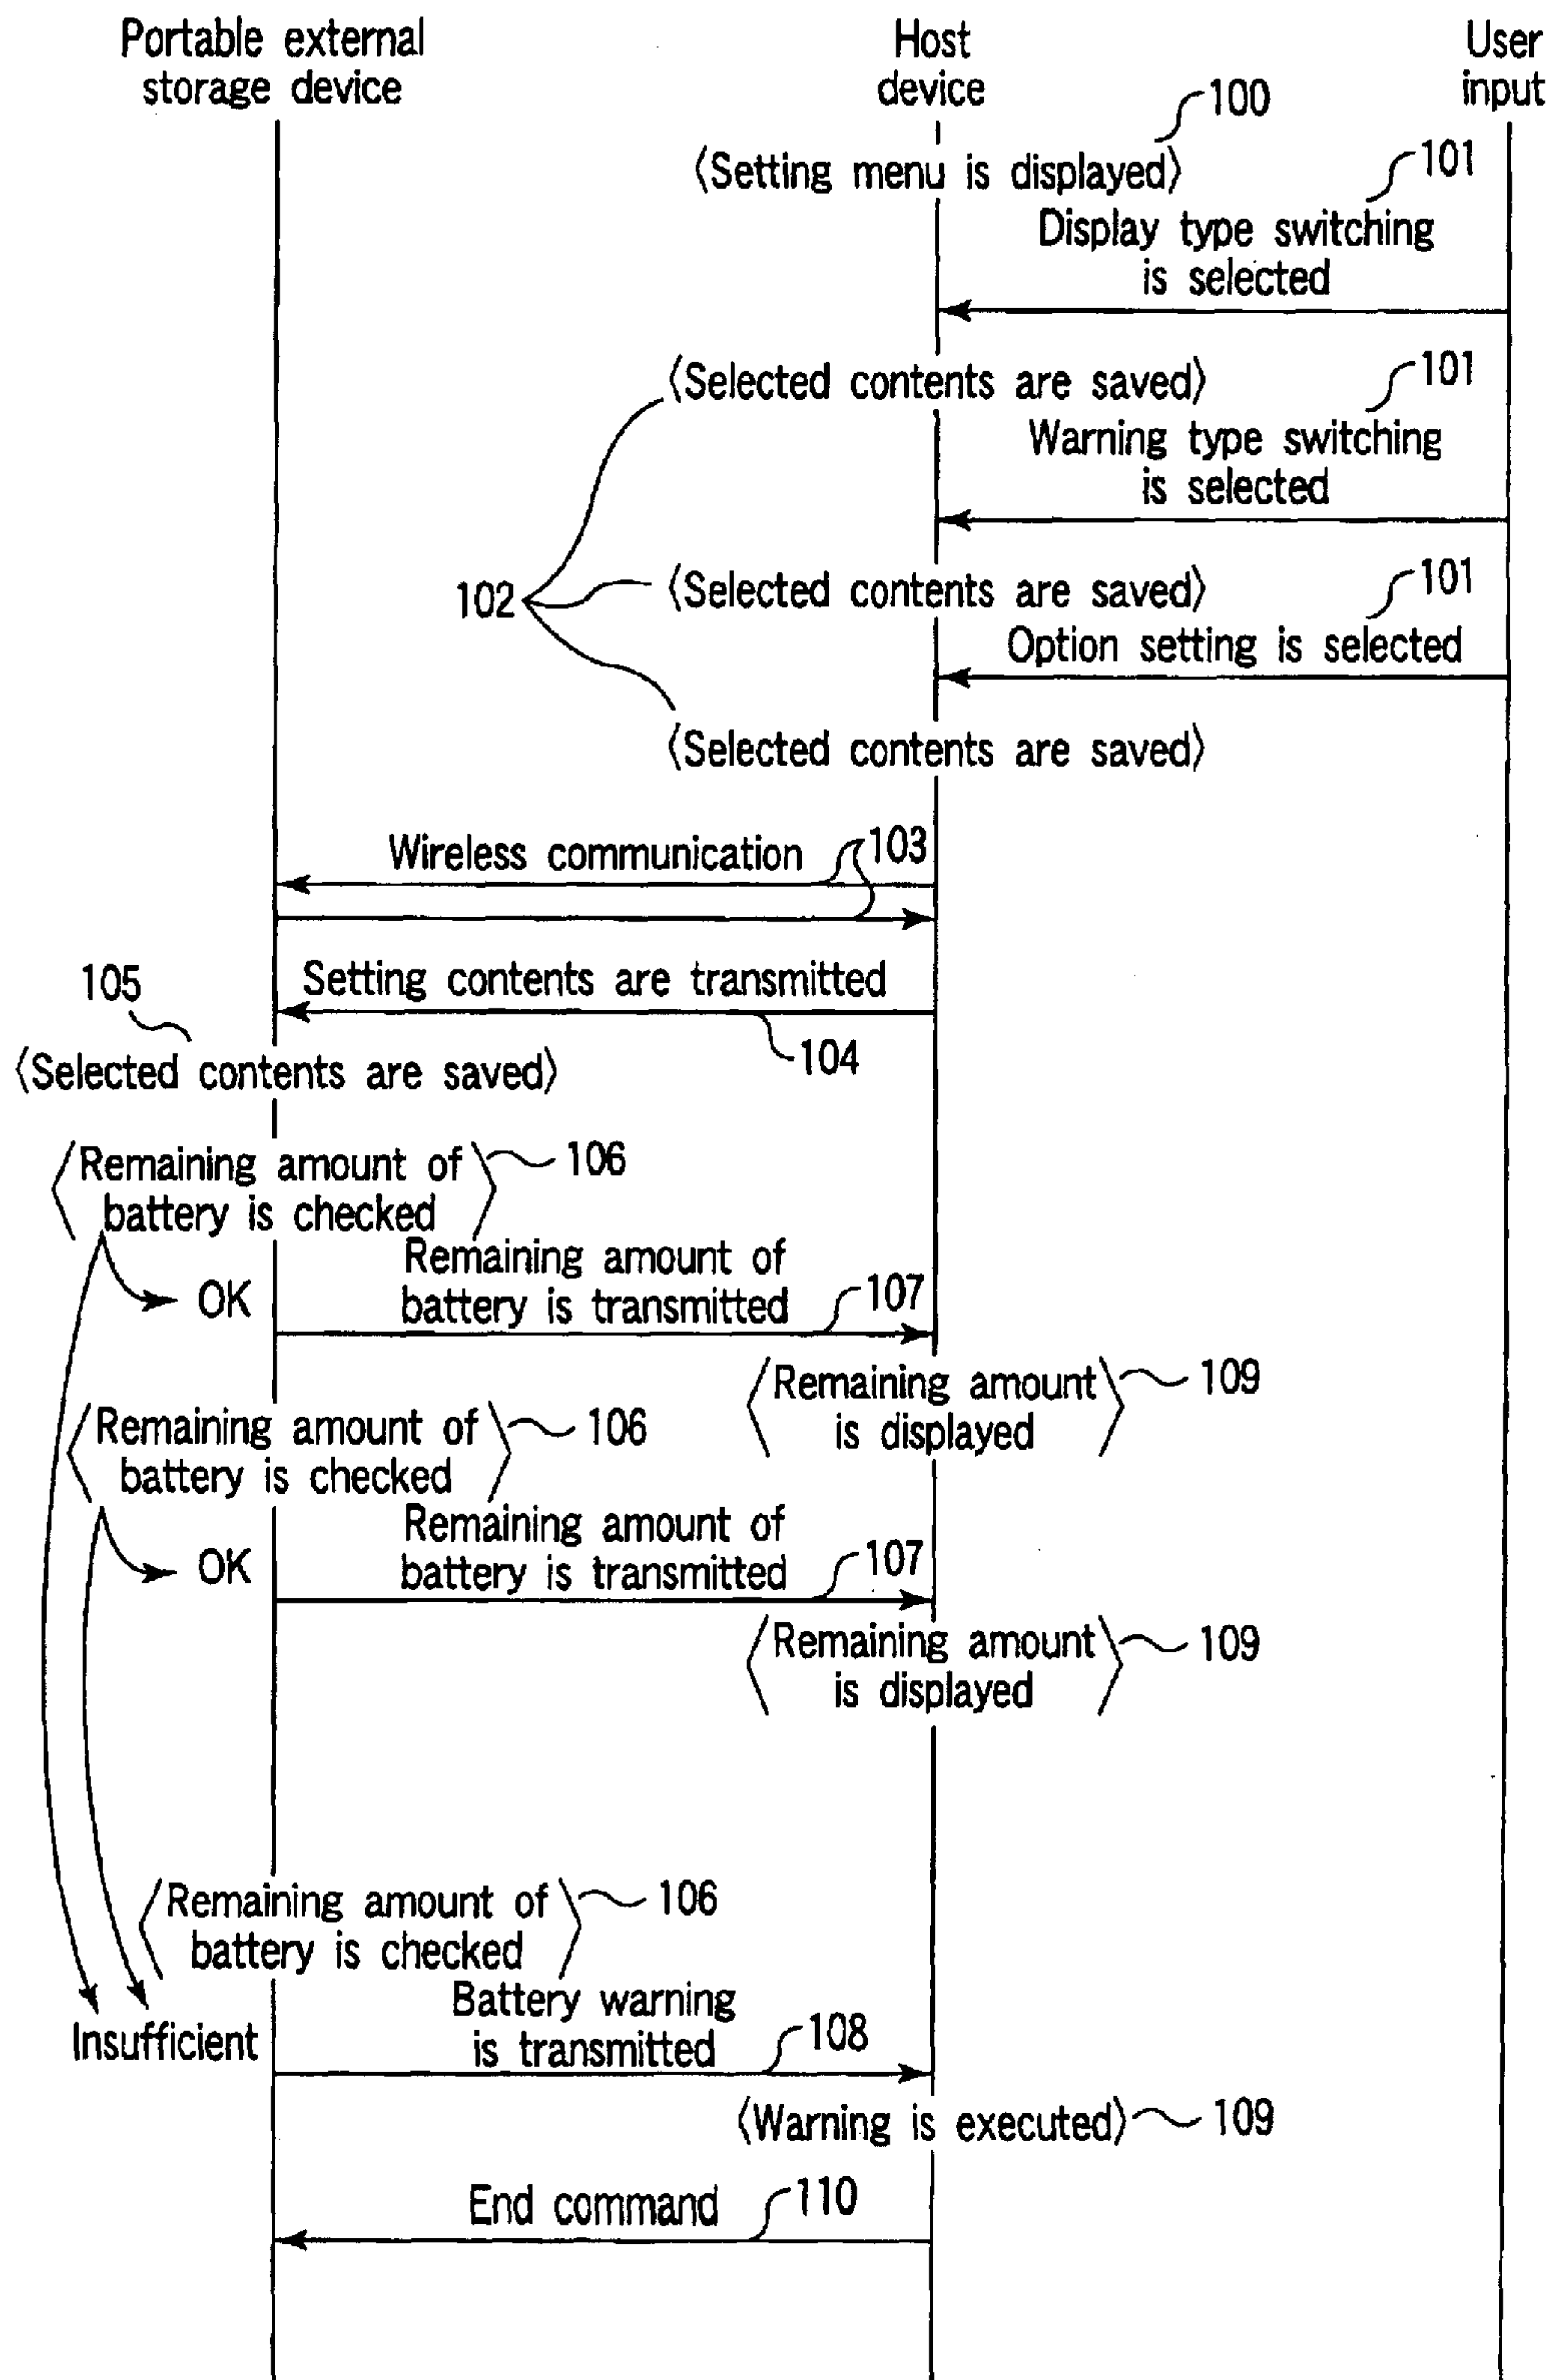 Portable external
storage device
Host
device
User
input
100
⟨Setting menu is displayed⟩
101
Display type switching
is selected
⟨Selected contents are saved⟩
101
Warning type switching
is selected
102
⟨Selected contents are saved⟩
101
Option setting is selected
⟨Selected contents are saved⟩
Wireless communication
103
105
Setting contents are transmitted
104
⟨Selected contents are saved⟩
Remaining amount of
battery is checked
106
OK
Remaining amount of
battery is transmitted
107
Remaining amount
is displayed
109
Remaining amount of
battery is checked
106
OK
Remaining amount of
battery is transmitted
107
Remaining amount
is displayed
109
Remaining amount of
battery is checked
106
Insufficient
Battery warning
is transmitted
108
⟨Warning is executed⟩
109
End command
110